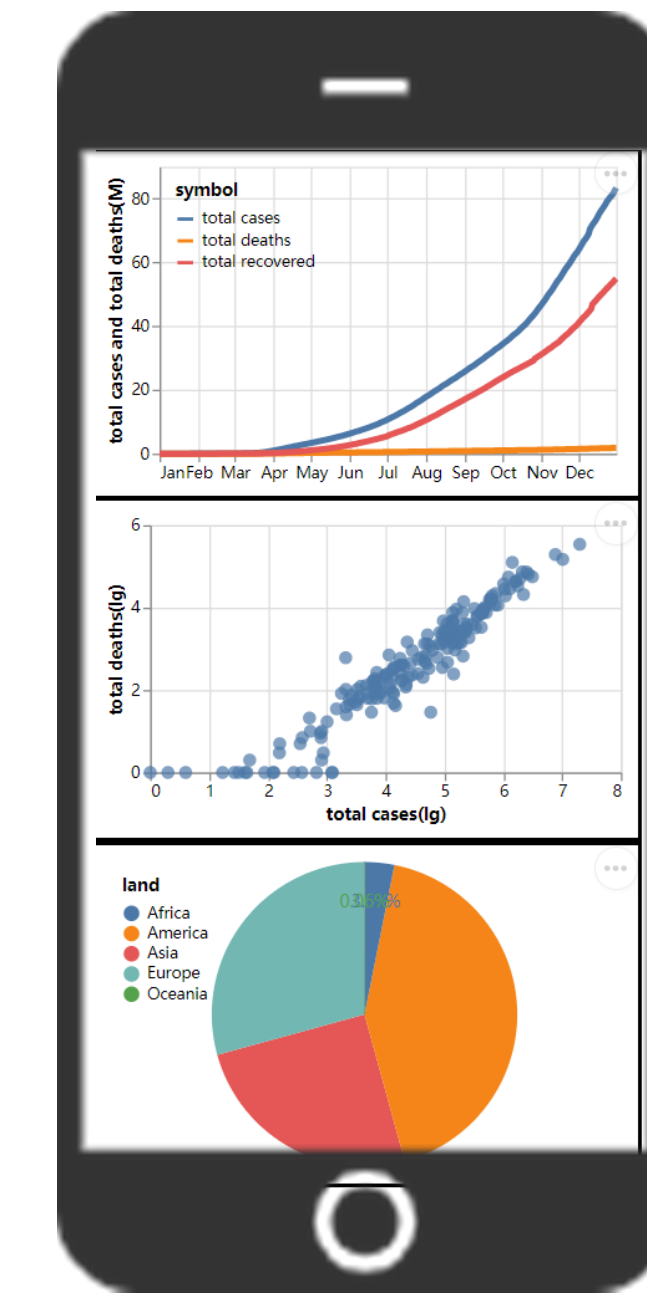 total cases and total deaths(M)
symbol
total cases
total deaths
total recovered
80
60
40
20
0
Jan Feb Mar Apr May Jun Jul Aug Sep Oct Nov Dec
total deaths(lg)
6
4
2
0
0 1 2 3 4 5 6 7 8
total cases(lg)
land
Africa
America
Asia
Europe
Oceania